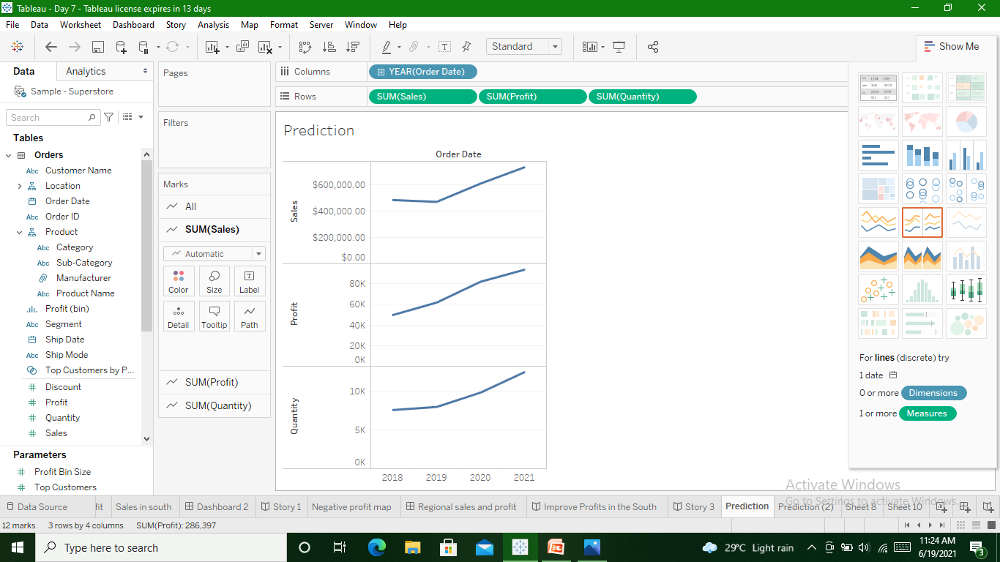 Tableau - Day 7 - Tableau license expires in 13 days
File Data Worksheet Dashboard Story Analysis Map Format Server Window Help
Standard
Show Me
Data Analytics
Sample - Superstore
Search
Tables
Orders
Abc Customer Name
Location
Order Date
Abc Order ID
Product
Abc Category
Abc Sub-Category
Manufacturer
Abc Product Name
Profit (bin)
Abc Segment
Ship Date
Abc Ship Mode
Top Customers by P...
Discount
Profit
Quantity
Sales
Parameters
Profit Bin Size
Top Customers
Pages
Filters
Marks
All
SUM(Sales)
Automatic
Color Size Label
Detail Tooltip Path
SUM(Profit)
SUM(Quantity)
Columns YEAR(Order Date)
Rows SUM(Sales) SUM(Profit) SUM(Quantity)
Prediction
Order Date
Sales
$600,000.00
$400,000.00
$200,000.00
$0.00
Profit
80K
60K
40K
20K
0K
Quantity
10K
5K
0K
2018 2019 2020 2021
For lines (discrete) try
1 date
0 or more Dimensions
1 or more Measures
Activate Windows
Go to Settings to activate Windows.
Data Source fit Sales in south Dashboard 2 Story 1 Negative profit map Regional sales and profit Improve Profits in the South Story 3 Prediction Prediction (2) Sheet 8 Sheet 10
12 marks 3 rows by 4 columns SUM(Profit): 286,397
Type here to search
29°C Light rain
11:24 AM
6/19/2021
3